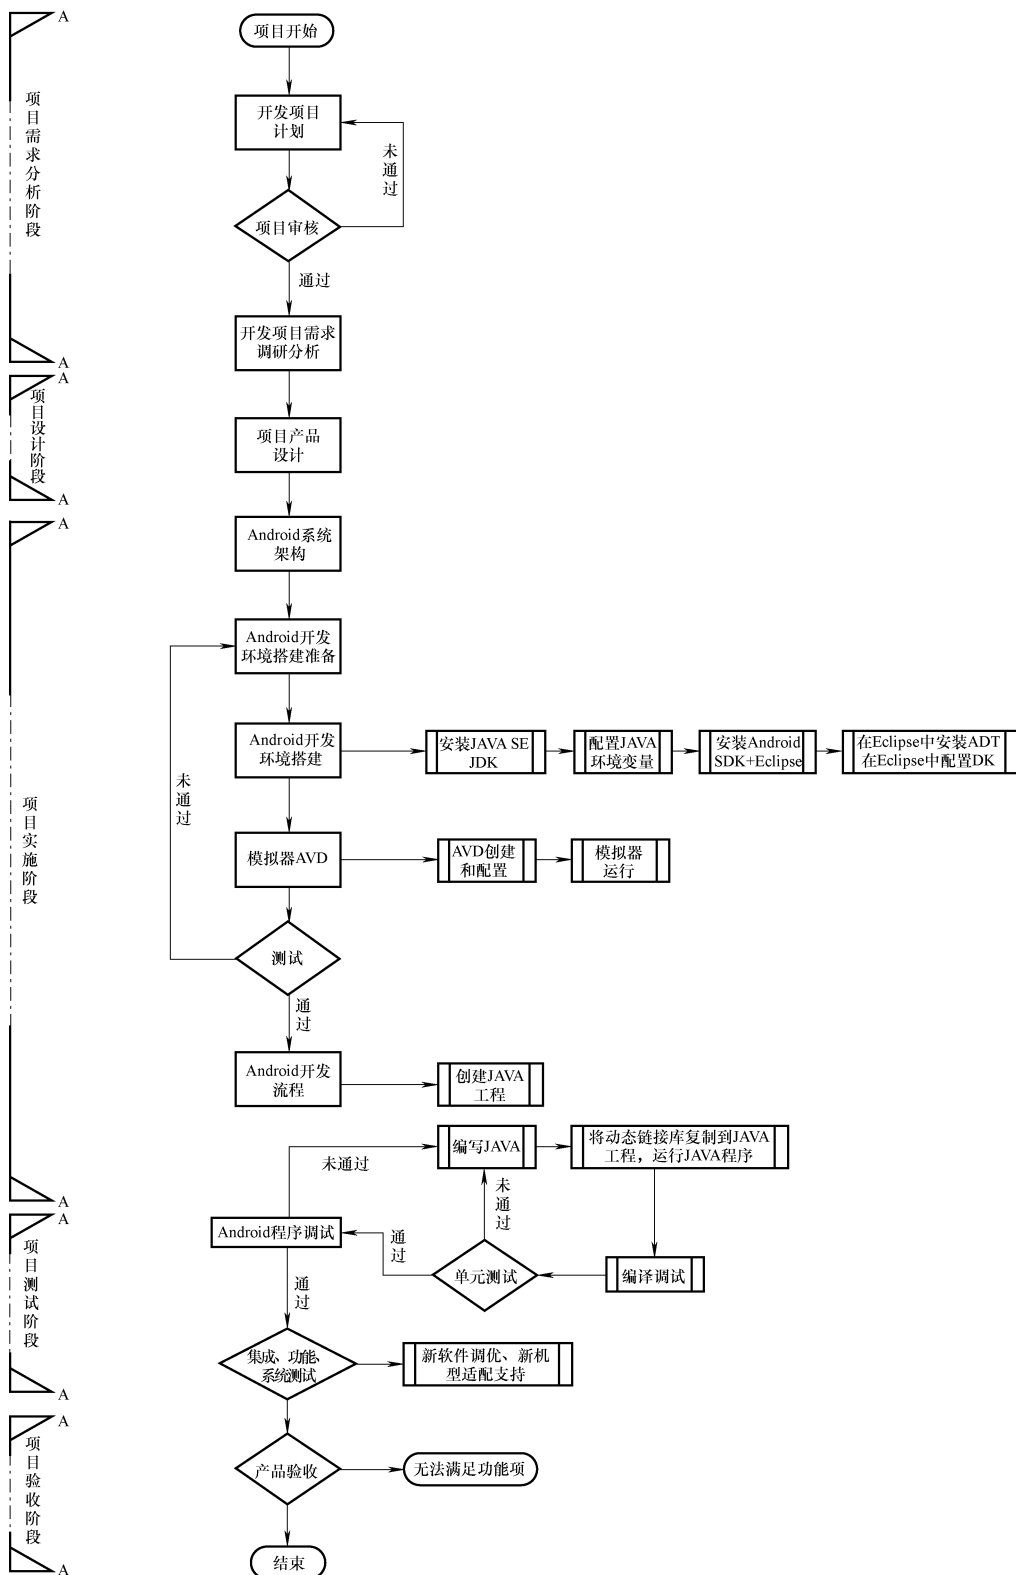 A
项目需求分析阶段
A
项目开始
开发项目
计划
未通过
项目审核
通过
开发项目需求
调研分析
A
项目设计阶段
A
项目产品
设计
A
项目实施阶段
A
Android系统
架构
Android开发
环境搭建准备
Android开发
环境搭建
安装JAVA SE
JDK
配置JAVA
环境变量
安装Android
SDK+Eclipse
在Eclipse中安装ADT
在Eclipse中配置DK
未通过
模拟器AVD
AVD创建
和配置
模拟器
运行
测试
通过
Android开发
流程
创建JAVA
工程
编写JAVA
将动态链接库复制到JAVA
工程，运行JAVA程序
未通过
未通过
A
项目测试阶段
A
Android程序调试
通过
单元测试
编译调试
通过
集成、功能、
系统测试
新软件调优、新机
型适配支持
A
项目验收阶段
A
产品验收
无法满足功能项
结束